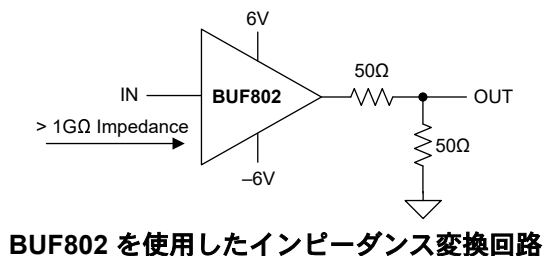 6V
50Ω
IN
BUF802
OUT
> 1GΩ Impedance
50Ω
–6V
BUF802 を使用したインピーダンス変換回路